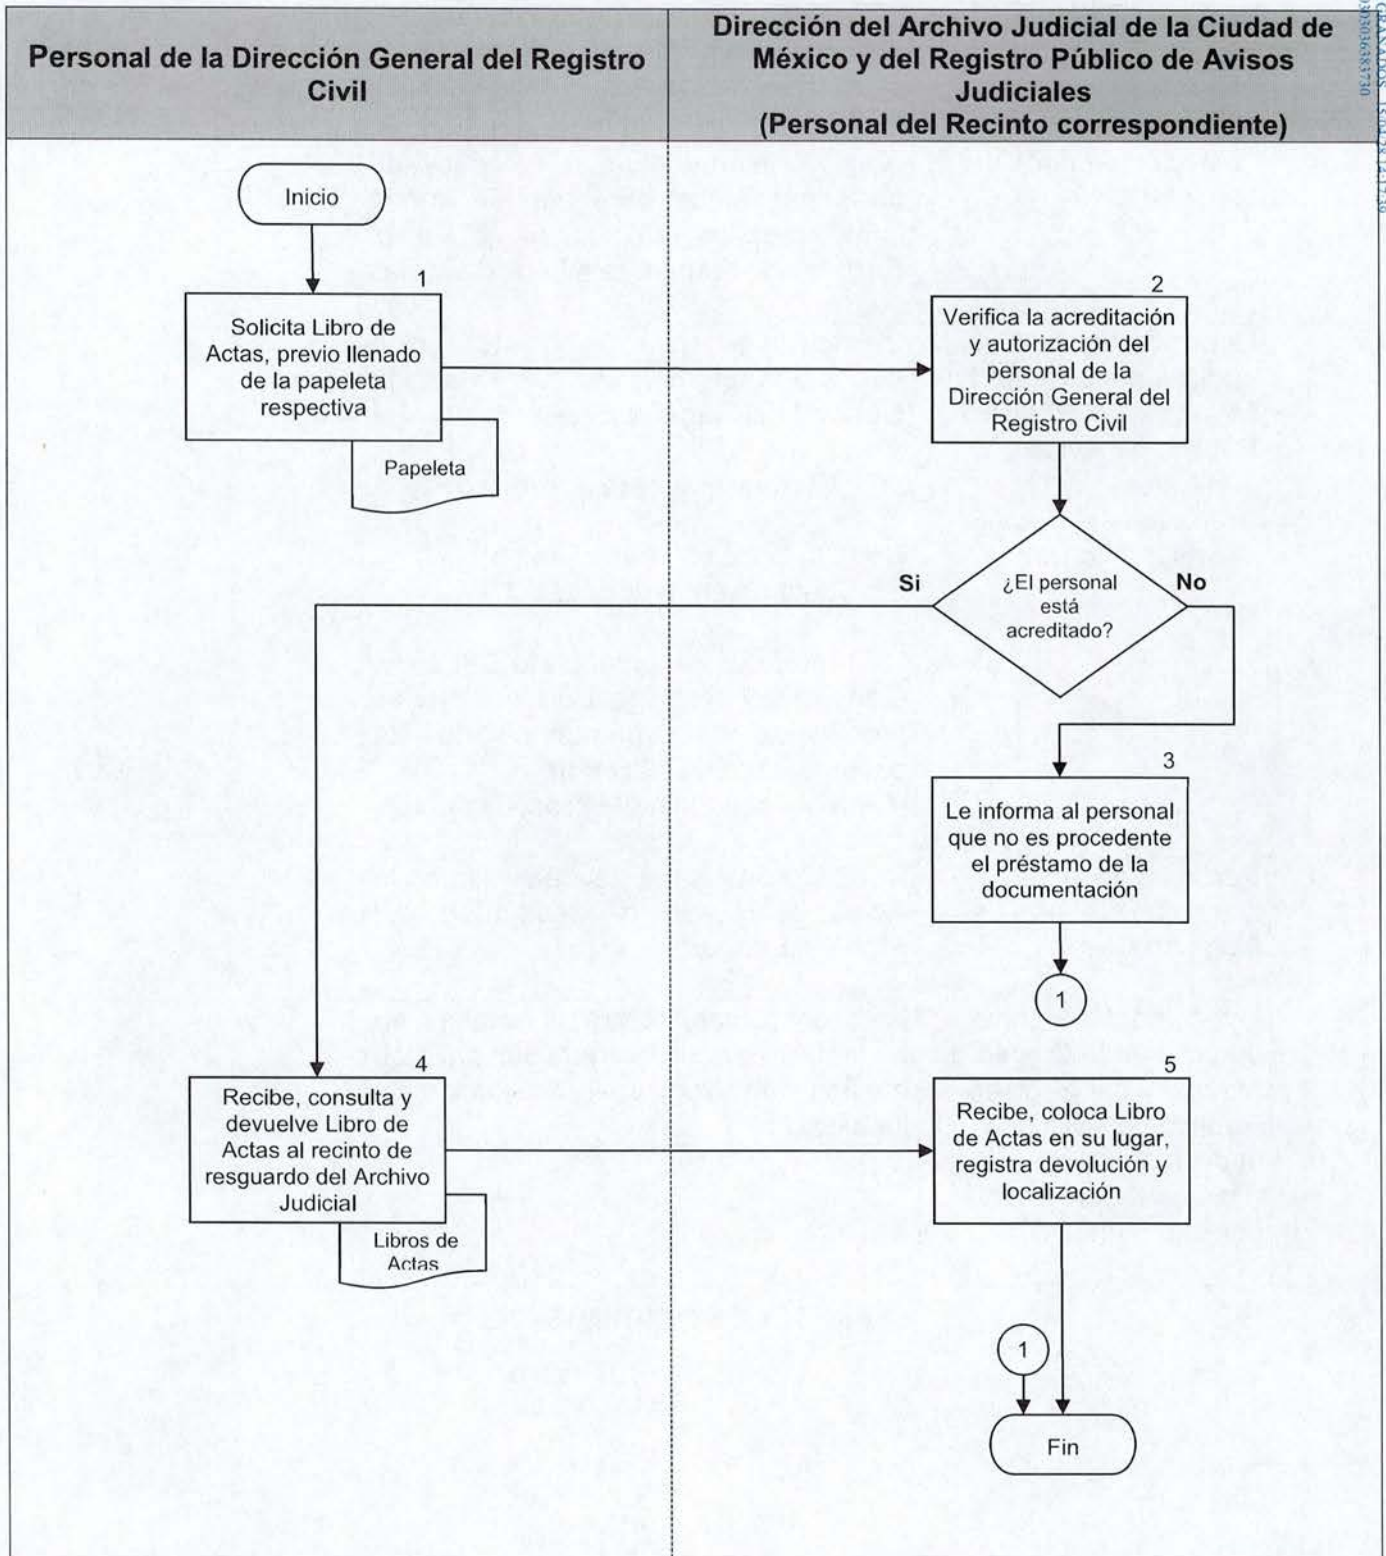 Personal de la Dirección General del Registro
Civil
Dirección del Archivo Judicial de la Ciudad de
México y del Registro Público de Avisos
Judiciales
(Personal del Recinto correspondiente)
Inicio
1
Solicita Libro de
Actas, previo llenado
de la papeleta
respectiva
Papeleta
2
Verifica la acreditación
y autorización del
personal de la
Dirección General del
Registro Civil
Si
¿El personal
está
acreditado?
No
3
Le informa al personal
que no es procedente
el préstamo de la
documentación
1
4
Recibe, consulta y
devuelve Libro de
Actas al recinto de
resguardo del Archivo
Judicial
Libros de
Actas
5
Recibe, coloca Libro
de Actas en su lugar,
registra devolución y
localización
1
Fin